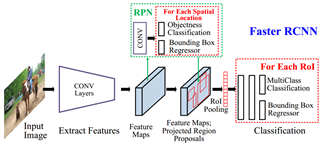 RPN
For Each Spatial
Location
Objectness
Classification
CONV
Bounding Box
Regressor
Faster RCNN
For Each RoI
CONV
Layers
MultiClass
Classification
Bounding Box
Regressor
RoI
Pooling
Input
Image
Extract Features
Feature
Maps
Feature Maps;
Projected Region
Proposals
Classification